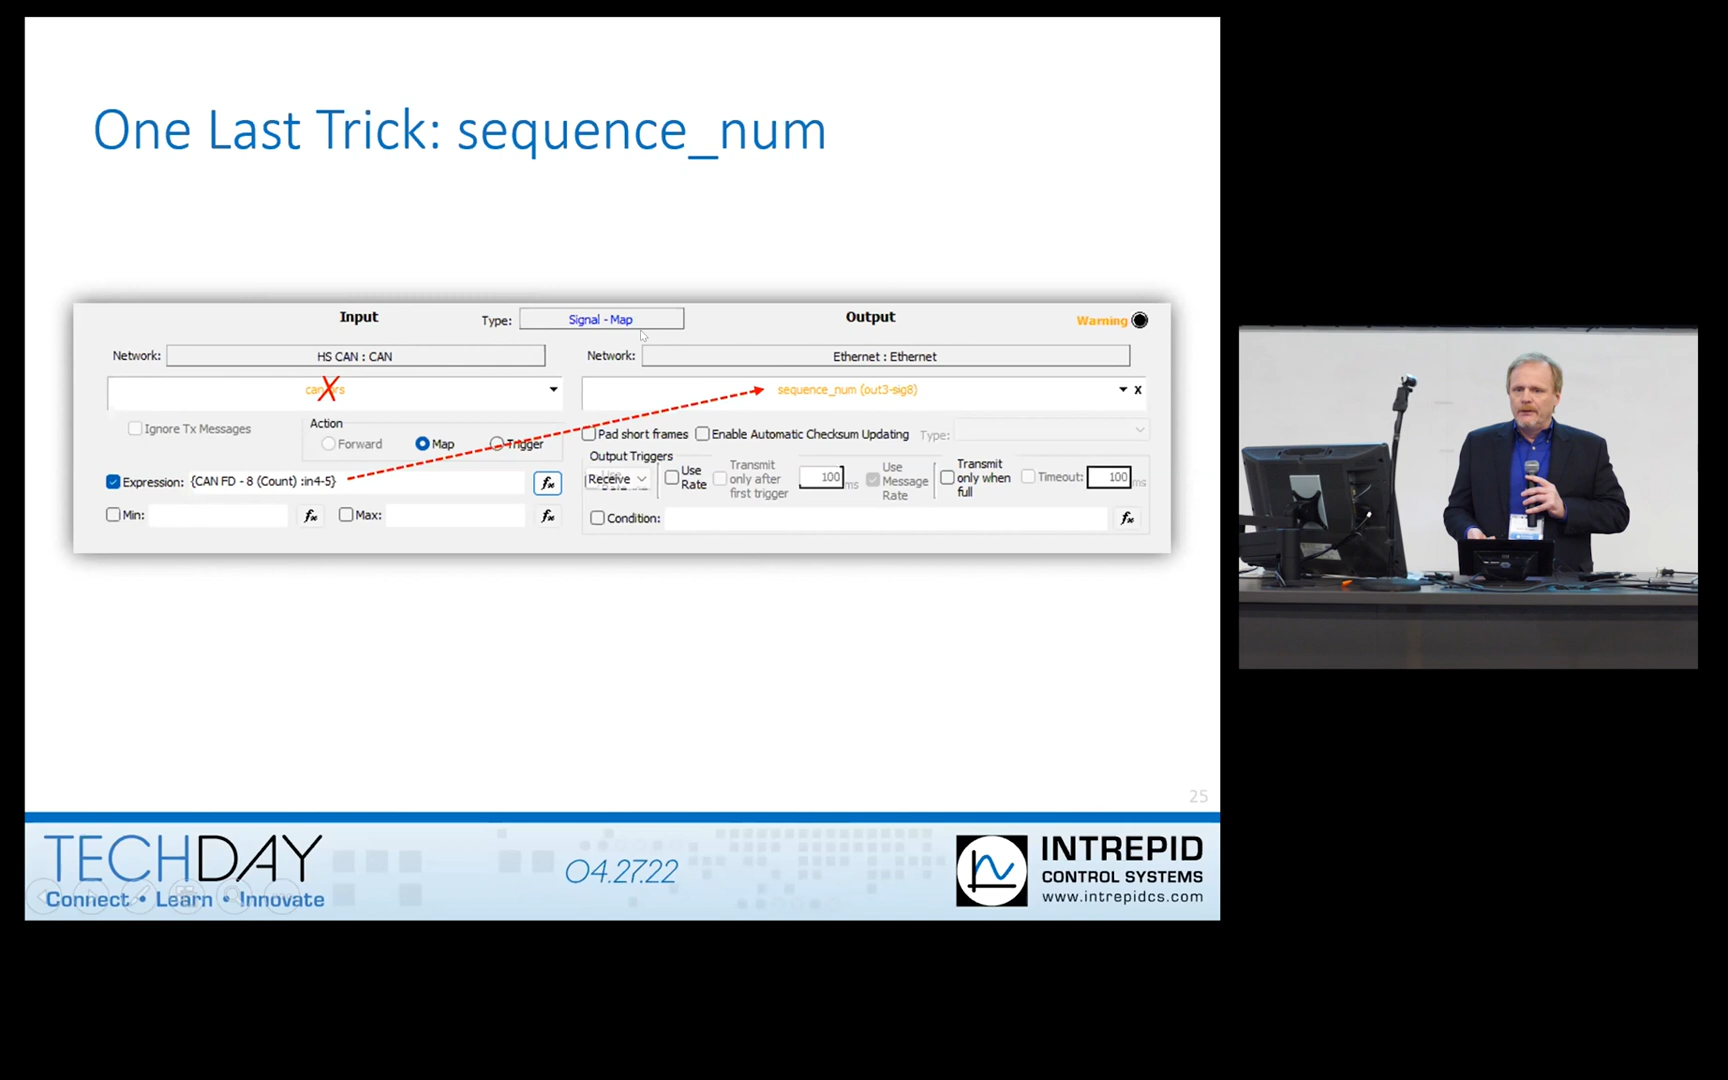 One Last Trick: sequence_num
Input
Type:
Signal - Map
Output
Warning
Network:
HS CAN : CAN
Network:
Ethernet : Ethernet
sequence_num (out3-sig8)
x
Ignore Tx Messages
Action
Forward
Map
Trigger
Pad short frames
Enable Automatic Checksum Updating
Type:
Expression: {CAN FD - 8 (Count) :in4-5}
fx
Output Triggers
Receive
Use
Rate
Transmit
only after
first trigger
100
ms
Use
Message
Rate
Transmit
only when
full
Timeout:
100
ms
Min:
fx
Max:
fx
Condition:
fx
25
TECHDAY
Connect • Learn • Innovate
04.27.22
INTREPID
CONTROL SYSTEMS
www.intrepidcs.com